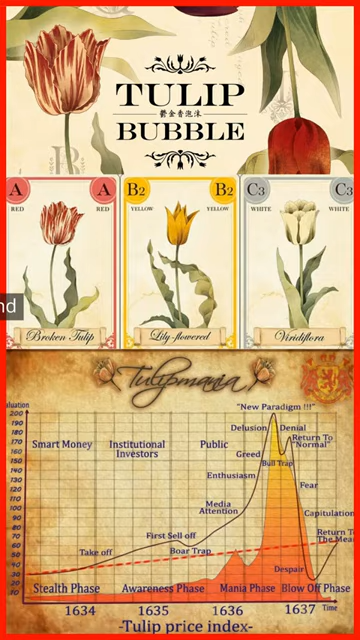 TULIP
鬱金香泡沫
BUBBLE
A
A
RED
RED
B2
B2
YELLOW
YELLOW
C3
C3
WHITE
WHITE
nd
Broken Tulip
Lily-flowered
Viridiflora
Tulipmania
aluation
"New Paradigm !!!"
200
190
180
170
160
150
140
130
120
110
100
90
80
70
60
50
40
30
20
10
Delusion
Denial
Return To
"Normal"
Smart Money
Institutional
Investors
Public
Greed
Bull Trap
Enthusiasm
Fear
Media
Attention
Capitulation
First Sell off
Return To
The Mean
Take off
Boar Trap
Despair
Stealth Phase
Awareness Phase
Mania Phase
Blow Off Phase
1634
1635
1636
1637
Time
-Tulip price index-